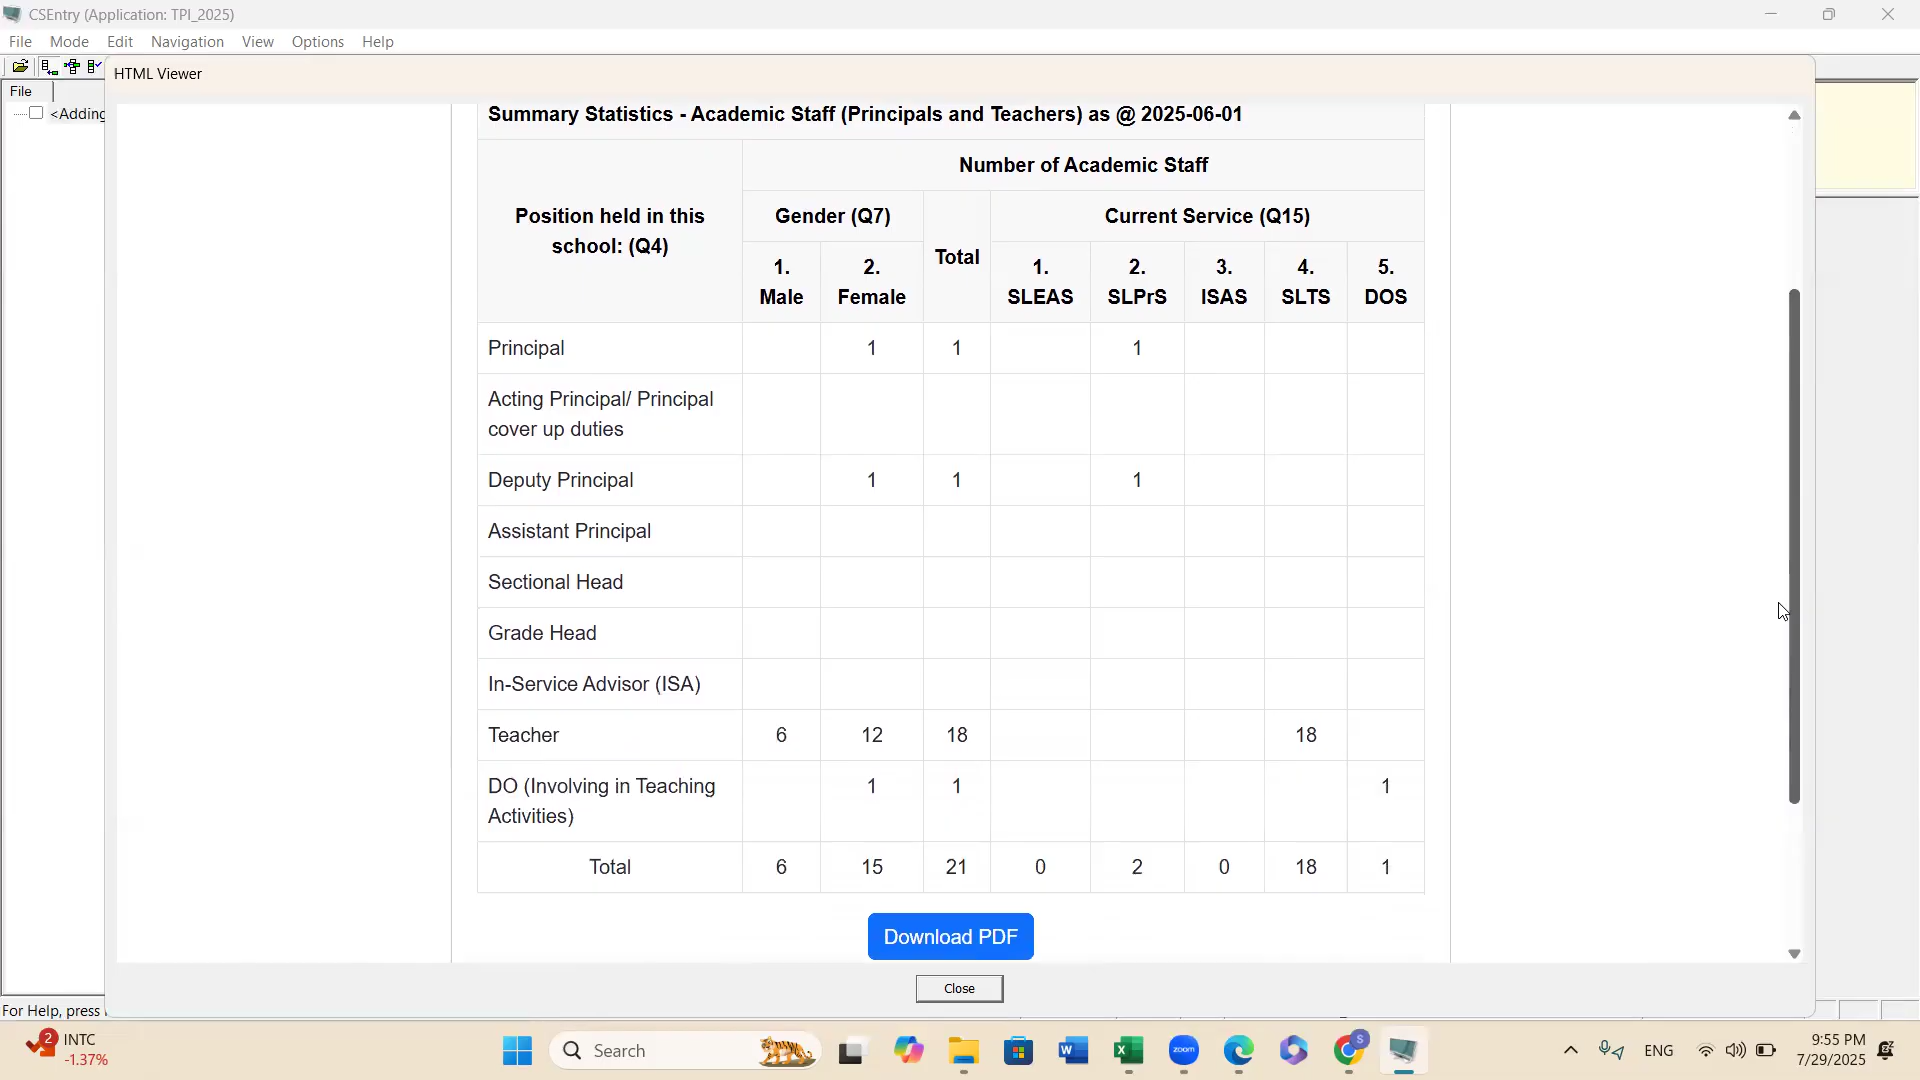 CSEntry (Application: TPI_2025)
File Mode Edit Navigation View Options Help
File
<Adding
HTML Viewer
Summary Statistics - Academic Staff (Principals and Teachers) as @ 2025-06-01
Position held in this school: (Q4)
Number of Academic Staff
Gender (Q7) Total Current Service (Q15)
1. Male 2. Female 1. SLEAS 2. SLPrS 3. ISAS 4. SLTS 5. DOS
Principal 1 1 1
Acting Principal/ Principal
cover up duties
Deputy Principal 1 1 1
Assistant Principal
Sectional Head
Grade Head
In-Service Advisor (ISA)
Teacher 6 12 18 18
DO (Involving in Teaching 1 1 1
Activities)
Total 6 15 21 0 2 0 18 1
Download PDF
Close
For Help, press
2 INTC
-1.37%
Search
zoom
S
ENG
9:55 PM
7/29/2025